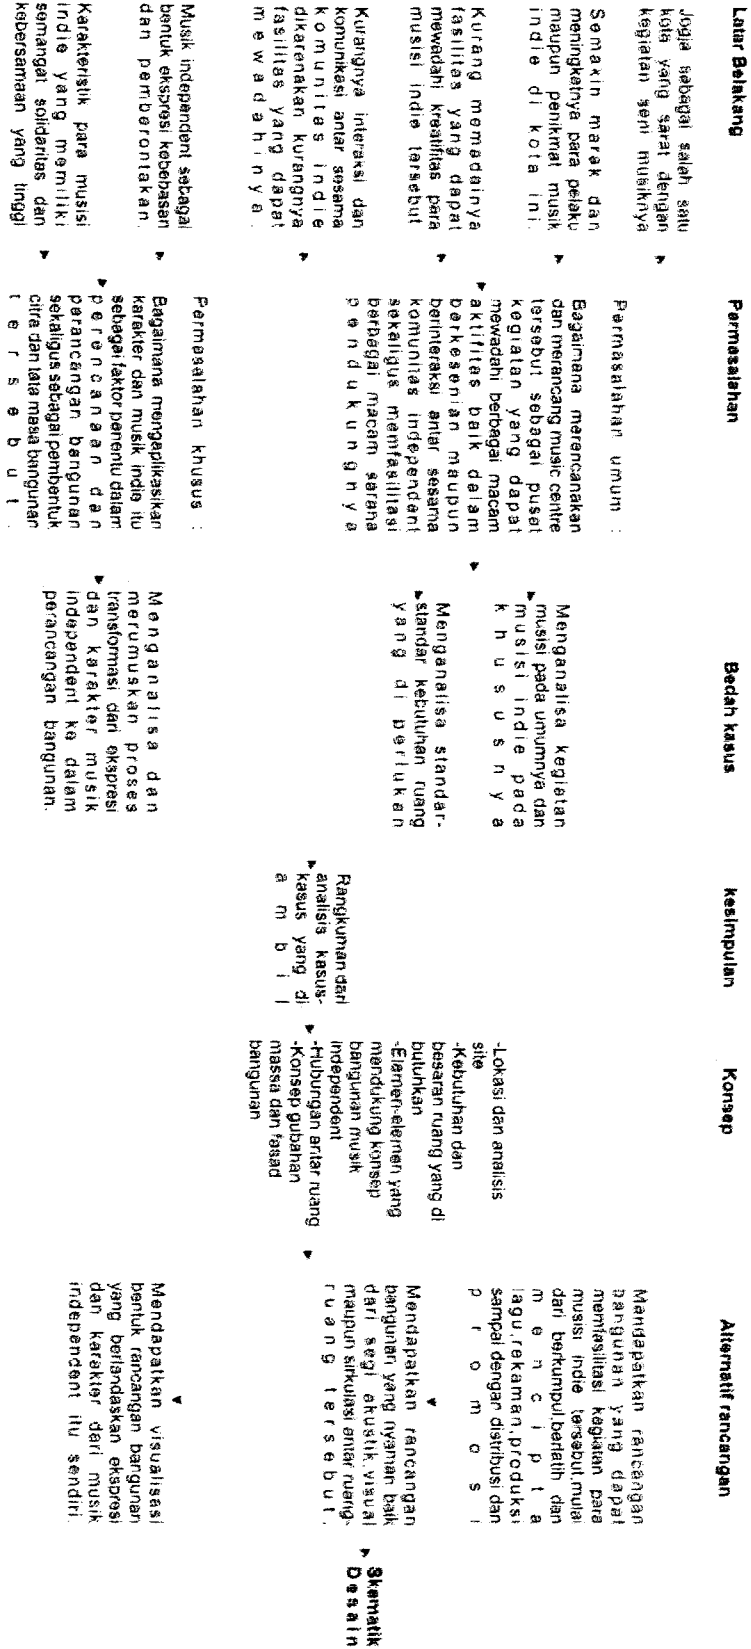 Latar Belakang
Jogja sebagai salah satu
kota yang sarat dengan
kegiatan seni musiknya
Semakin marak dan
meningkatnya para pelaku
maupun penikmat musik
indie di kota ini.
Kurang memadainya
fasilitas yang dapat
mewadahi kreatifitas para
musisi indie tersebut
Kurangnya interaksi dan
komunikasi antar sesama
komunitas indie
dikarenakan kurangnya
fasilitas yang dapat
mewadahinya.
Musik independent sebagai
bentuk ekspresi kebebasan
dan pemberontakan.
Karakteristik para musisi
indie yang memiliki
semangat solidaritas dan
kebersamaan yang tinggi
Permasalahan
Permasalahan umum :
Bagaimana merencanakan
dan merancang music centre
tersebut sebagai pusat
kegiatan yang dapat
mewadahi berbagai macam
aktifitas baik dalam
berkesenian maupun
berinteraksi antar sesama
komunitas independent
sekaligus memfasilitasi
berbagai macam sarana
pendukungnya
Permasalahan khusus :
Bagaimana mengaplikasikan
karakter dan musik indie itu
sebagai faktor penentu dalam
perencanaan dan
perancangan bangunan
sekaligus sebagai pembentuk
citra dan tata masa bangunan
tersebut.
Bedah kasus
Menganalisa kegiatan
musisi pada umumnya dan
musisi indie pada
khususnya
Menganalisa standar-
standar kebutuhan ruang
yang di perlukan
Menganalisa dan
merumuskan proses
transformasi dari ekspresi
dan karakter musik
independent ke dalam
perancangan bangunan.
kesimpulan
Rangkuman dari
analisis kasus-
kasus yang di
ambil
Konsep
-Lokasi dan analisis
site
-Kebutuhan dan
besaran ruang yang di
butuhkan
-Elemen-elemen yang
mendukung konsep
bangunan musik
independent
-Hubungan antar ruang
-Konsep gubahan
massa dan fasad
bangunan
Alternatif rancangan
Mendapatkan rancangan
bangunan yang dapat
memfasilitasi kegiatan para
musisi indie tersebut,mulai
dari berkumpul,berlatih dan
mencipta
lagu,rekaman,produksi
sampai dengan distribusi dan
promosi
Mendapatkan rancangan
bangunan yang nyaman baik
dari segi akustik,visual
maupun sirkulasi antar ruang-
ruang tersebut.
Mendapatkan visualisasi
bentuk rancangan bangunan
yang berlandaskan ekspresi
dan karakter dari musik
independent itu sendiri.
Skematik
Desain